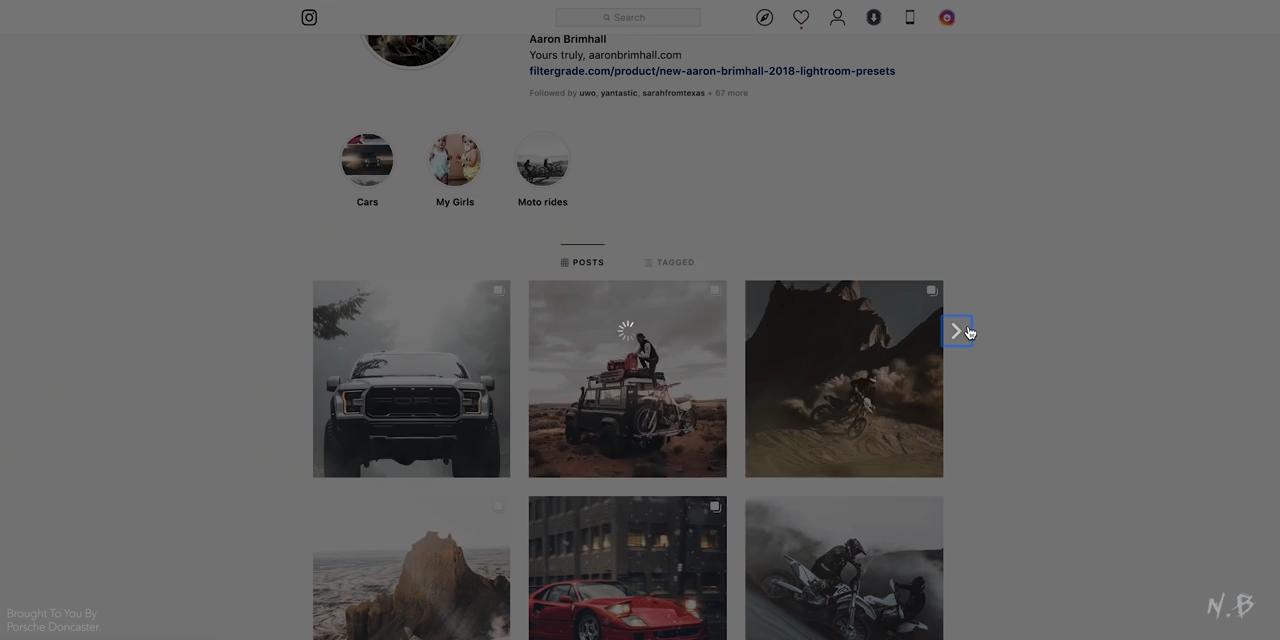 Search
Aaron Brimhall
Yours truly, aaronbrimhall.com
filtergrade.com/product/new-aaron-brimhall-2018-lightroom-presets
Followed by uwo, yantastic, sarahfromtexas + 67 more
Cars
My Girls
Moto rides
POSTS
TAGGED
Brought To You By
Porsche Doncaster
N.B